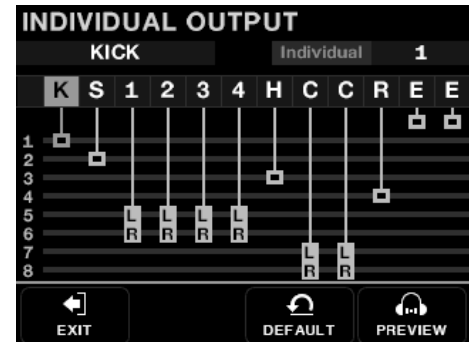 INDIVIDUAL OUTPUT
KICK Individual 1
K S 1 2 3 4 H C C R E E
1
2
3
4
5 L L L L
6 R R R R
7 L L
8 R R
EXIT DEFAULT PREVIEW